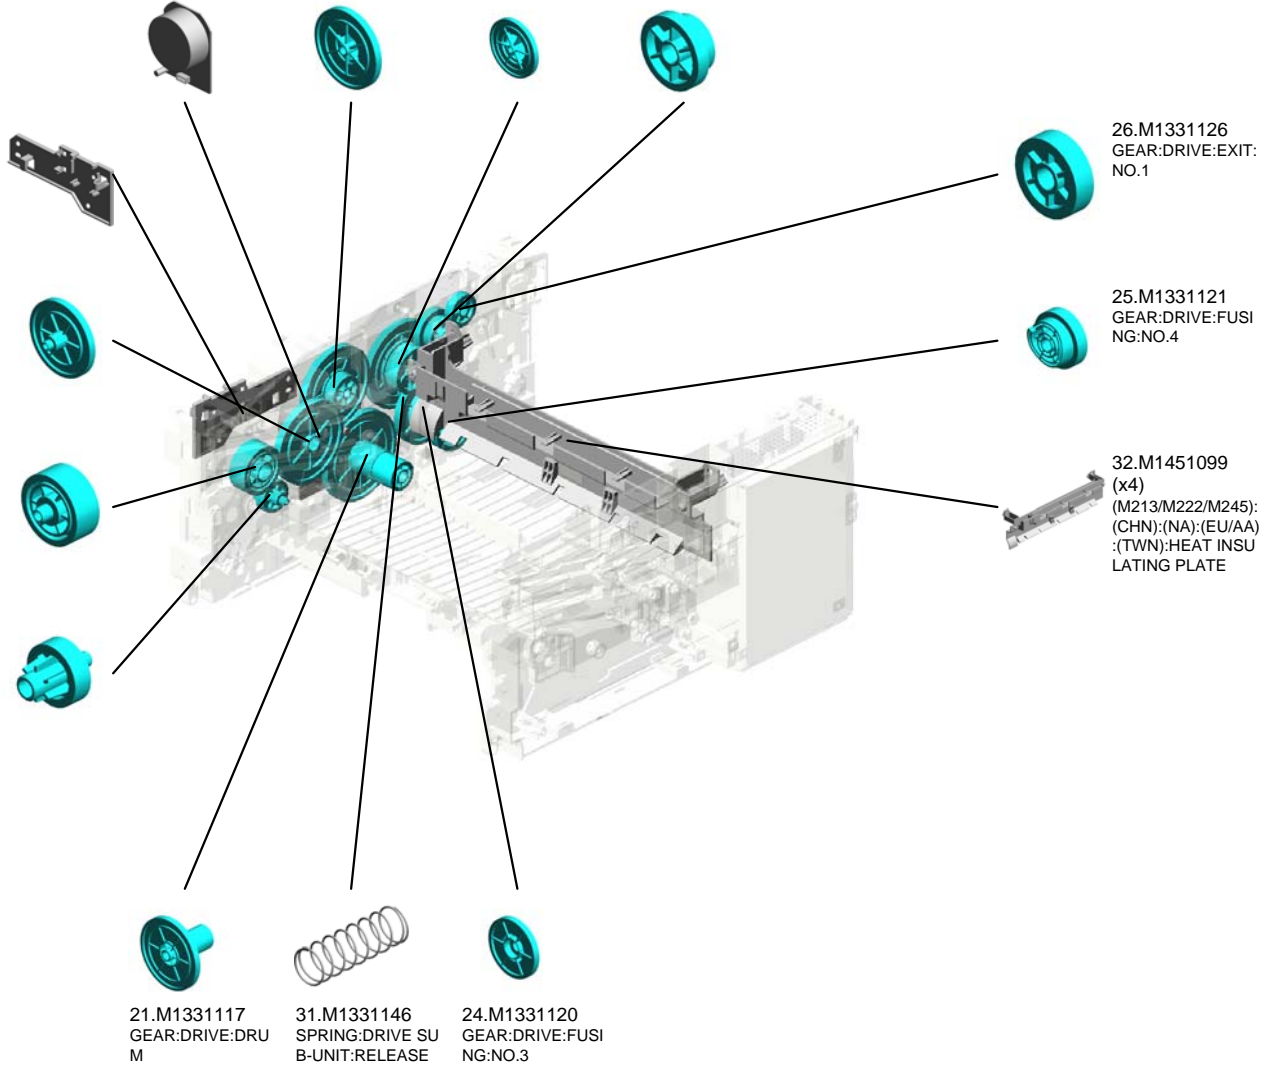 26.M1331126
GEAR:DRIVE:EXIT:
NO.1
25.M1331121
GEAR:DRIVE:FUSI
NG:NO.4
32.M1451099
(x4)
(M213/M222/M245):
(CHN):(NA):(EU/AA)
:(TWN):HEAT INSU
LATING PLATE
21.M1331117
GEAR:DRIVE:DRU
M
31.M1331146
SPRING:DRIVE SU
B-UNIT:RELEASE
24.M1331120
GEAR:DRIVE:FUSI
NG:NO.3